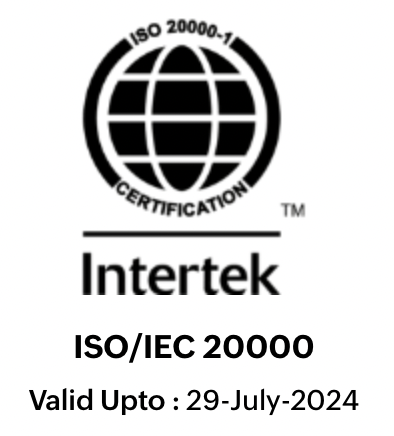 ISO 20000-1
CERTIFICATION
TM
Intertek
ISO/IEC 20000
Valid Upto : 29-July-2024